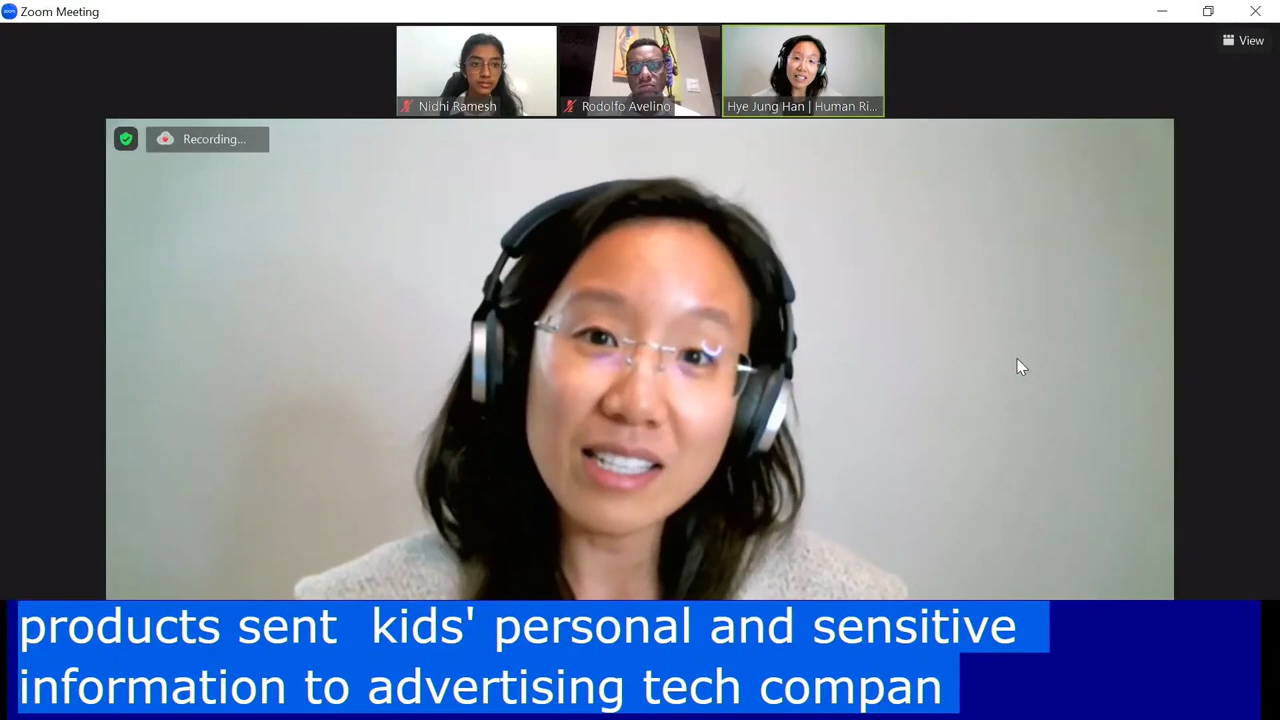 zoom
Zoom Meeting
View
Nidhi Ramesh
Rodolfo Avelino
Hye Jung Han | Human Ri...
Recording...
products sent  kids' personal and sensitive
information to advertising tech compan